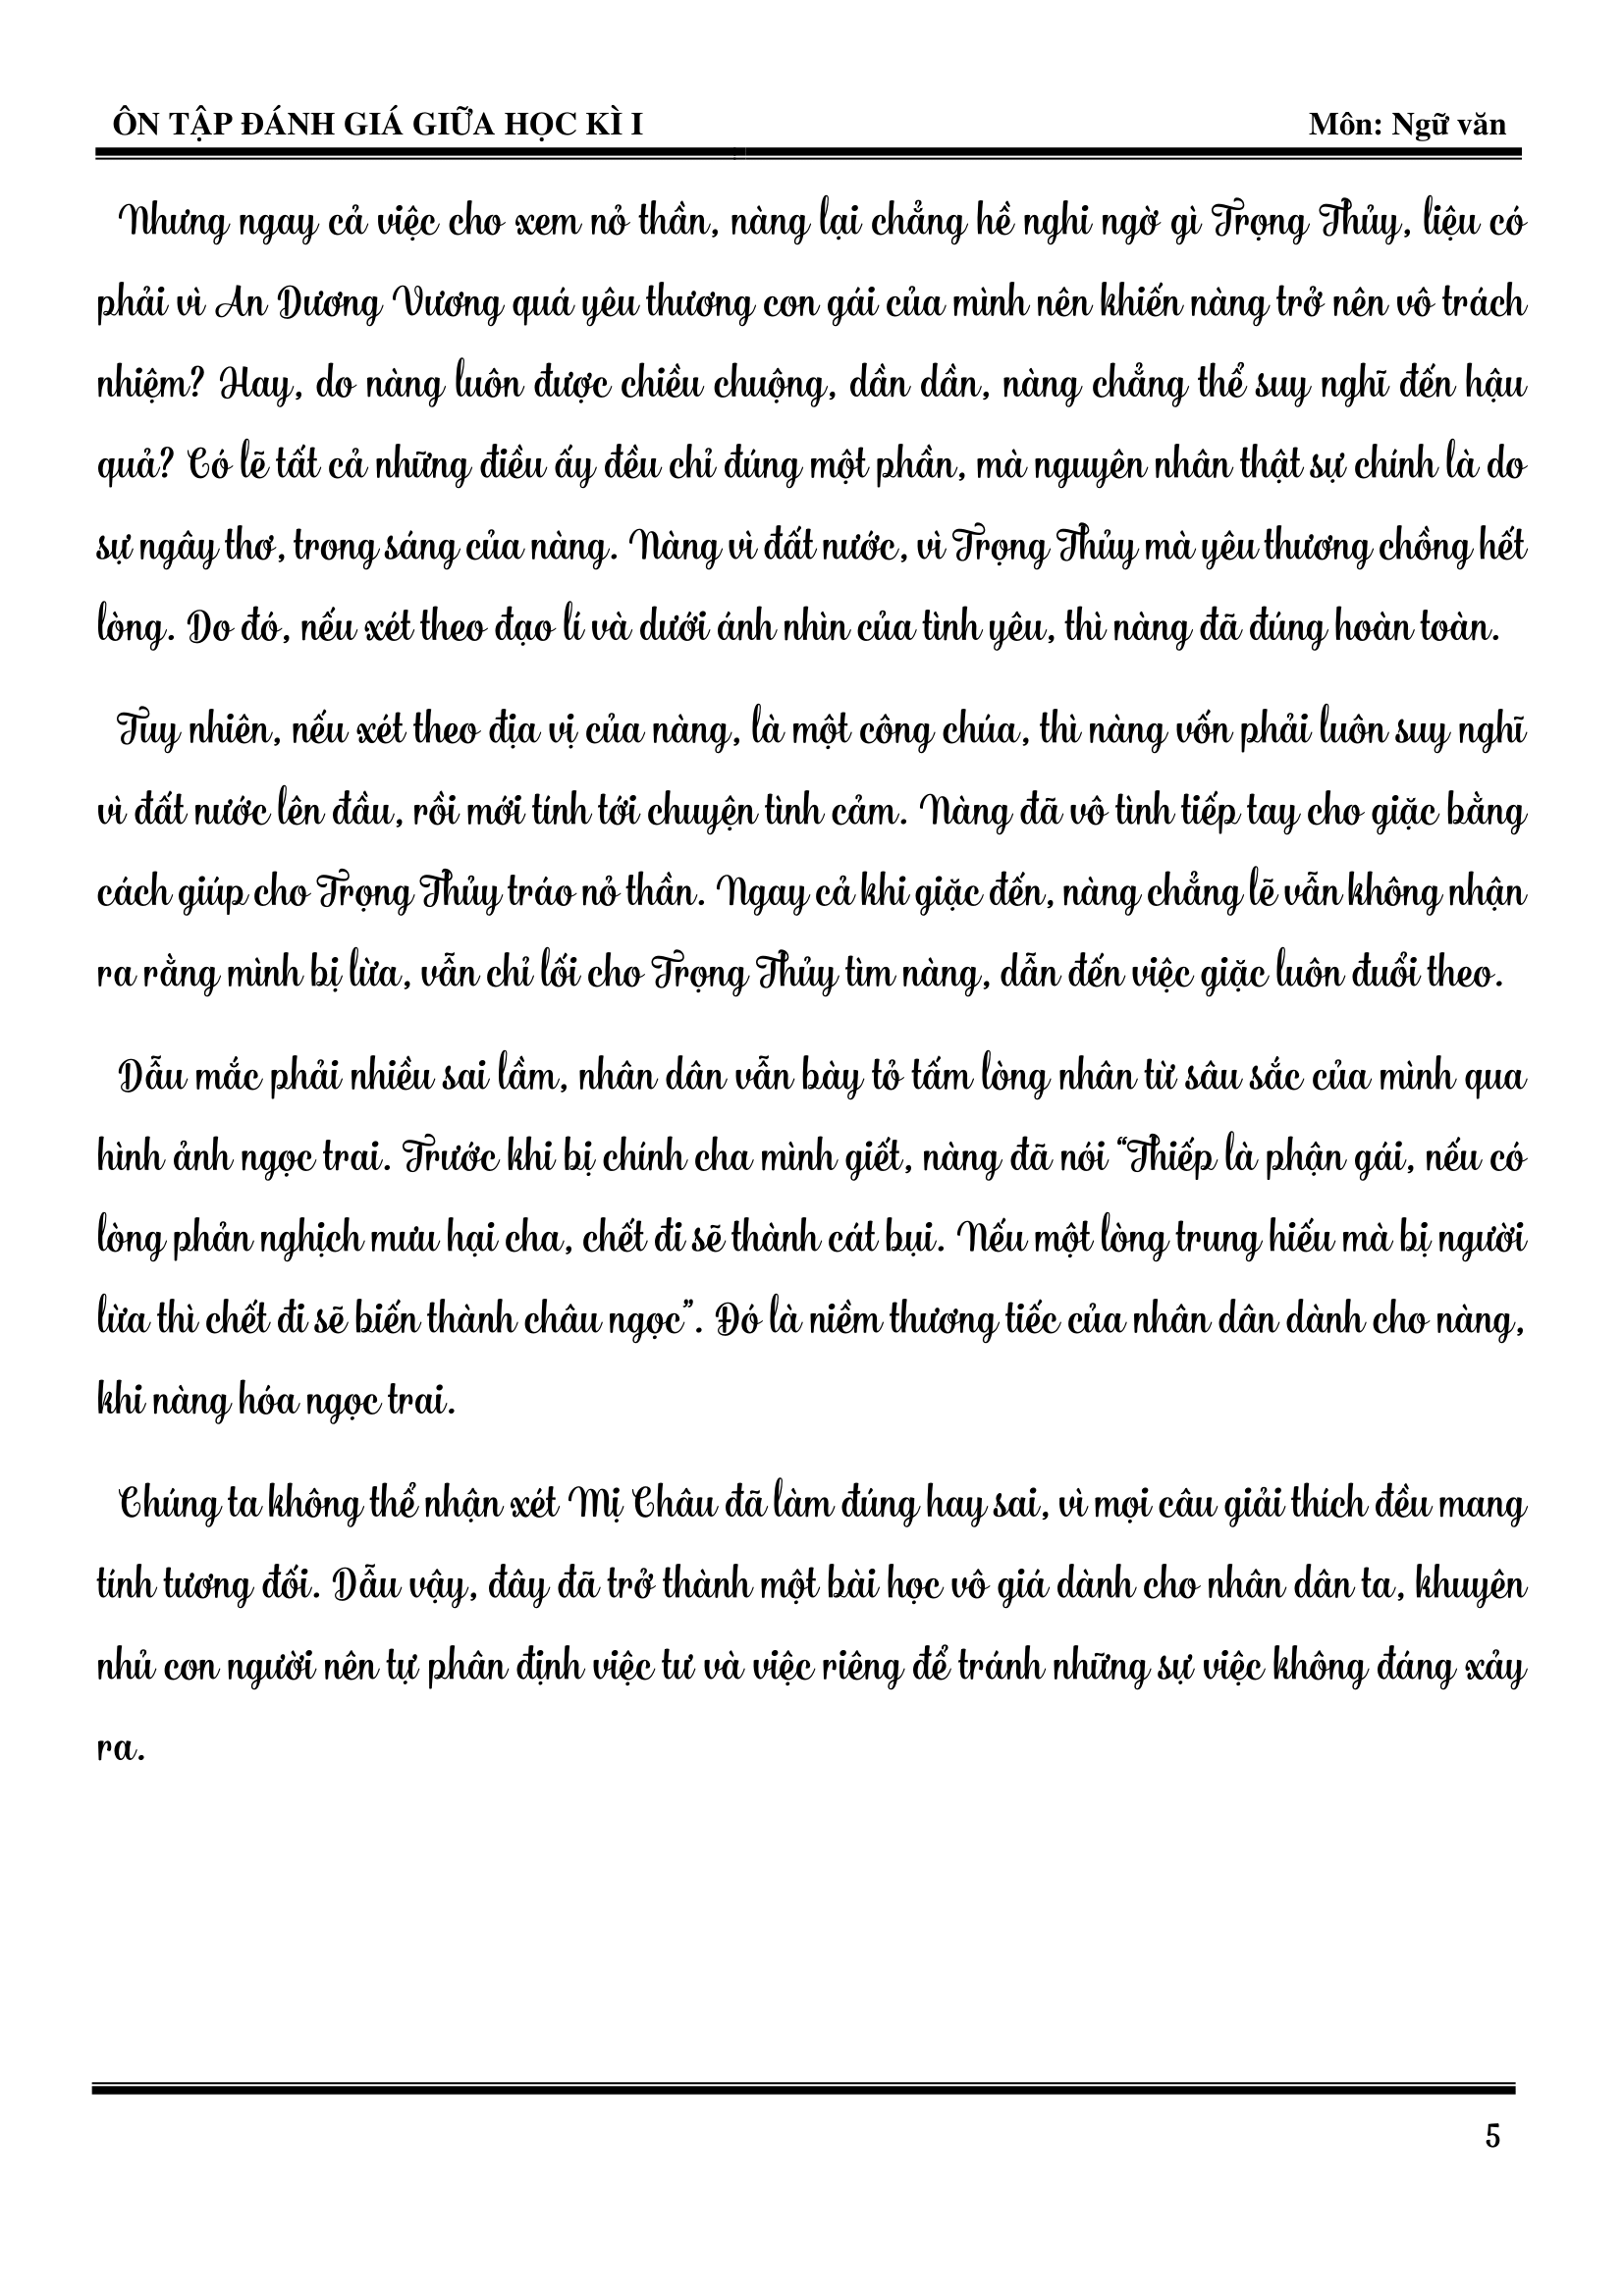 ÔN TẬP ĐÁNH GIÁ GIỮA HỌC KÌ I Môn: Ngữ văn
Nhưng ngay cả việc cho xem nỏ thần, nàng lại chẳng hề nghi ngờ gì Trọng Thủy, liệu có
phải vì An Dương Vương quá yêu thương con gái của mình nên khiến nàng trở nên vô trách
nhiệm? Hay, do nàng luôn được chiều chuộng, dần dần, nàng chẳng thể suy nghĩ đến hậu
quả? Có lẽ tất cả những điều ấy đều chỉ đúng một phần, mà nguyên nhân thật sự chính là do
sự ngây thơ, trong sáng của nàng. Nàng vì đất nước, vì Trọng Thủy mà yêu thương chồng hết
lòng. Do đó, nếu xét theo đạo lí và dưới ánh nhìn của tình yêu, thì nàng đã đúng hoàn toàn.
Tuy nhiên, nếu xét theo địa vị của nàng, là một công chúa, thì nàng vốn phải luôn suy nghĩ
vì đất nước lên đầu, rồi mới tính tới chuyện tình cảm. Nàng đã vô tình tiếp tay cho giặc bằng
cách giúp cho Trọng Thủy tráo nỏ thần. Ngay cả khi giặc đến, nàng chẳng lẽ vẫn không nhận
ra rằng mình bị lừa, vẫn chỉ lối cho Trọng Thủy tìm nàng, dẫn đến việc giặc luôn đuổi theo.
Dẫu mắc phải nhiều sai lầm, nhân dân vẫn bày tỏ tấm lòng nhân từ sâu sắc của mình qua
hình ảnh ngọc trai. Trước khi bị chính cha mình giết, nàng đã nói “Thiếp là phận gái, nếu có
lòng phản nghịch mưu hại cha, chết đi sẽ thành cát bụi. Nếu một lòng trung hiếu mà bị người
lừa thì chết đi sẽ biến thành châu ngọc”. Đó là niềm thương tiếc của nhân dân dành cho nàng,
khi nàng hóa ngọc trai.
Chúng ta không thể nhận xét Mị Châu đã làm đúng hay sai, vì mọi câu giải thích đều mang
tính tương đối. Dẫu vậy, đây đã trở thành một bài học vô giá dành cho nhân dân ta, khuyên
nhủ con người nên tự phân định việc tư và việc riêng để tránh những sự việc không đáng xảy
ra.
5